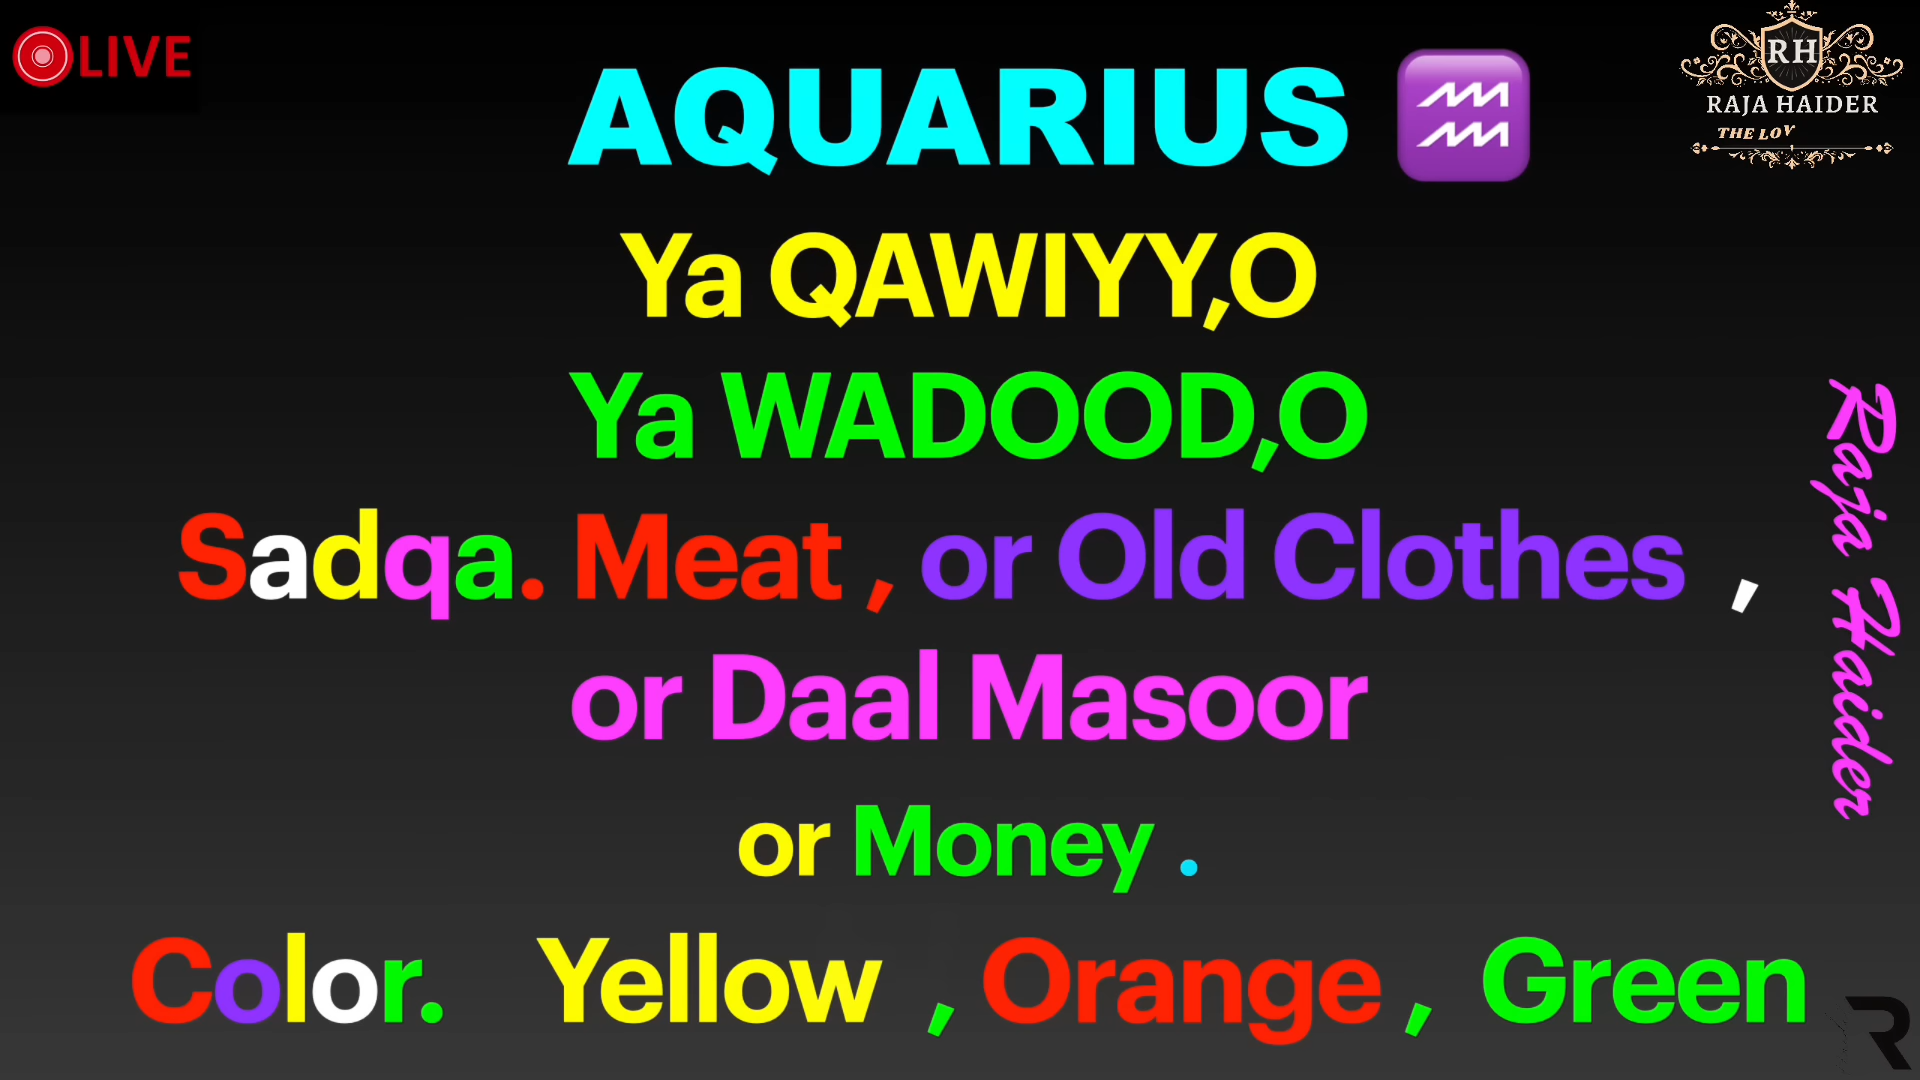 LIVE
AQUARIUS ♒
RH
RAJA HAIDER
THE LOV
Ya QAWIYY,O
Ya WADOOD,O
Sadqa. Meat , or Old Clothes ,
or Daal Masoor
or Money .
Color. Yellow , Orange , Green
Raja Haider
R